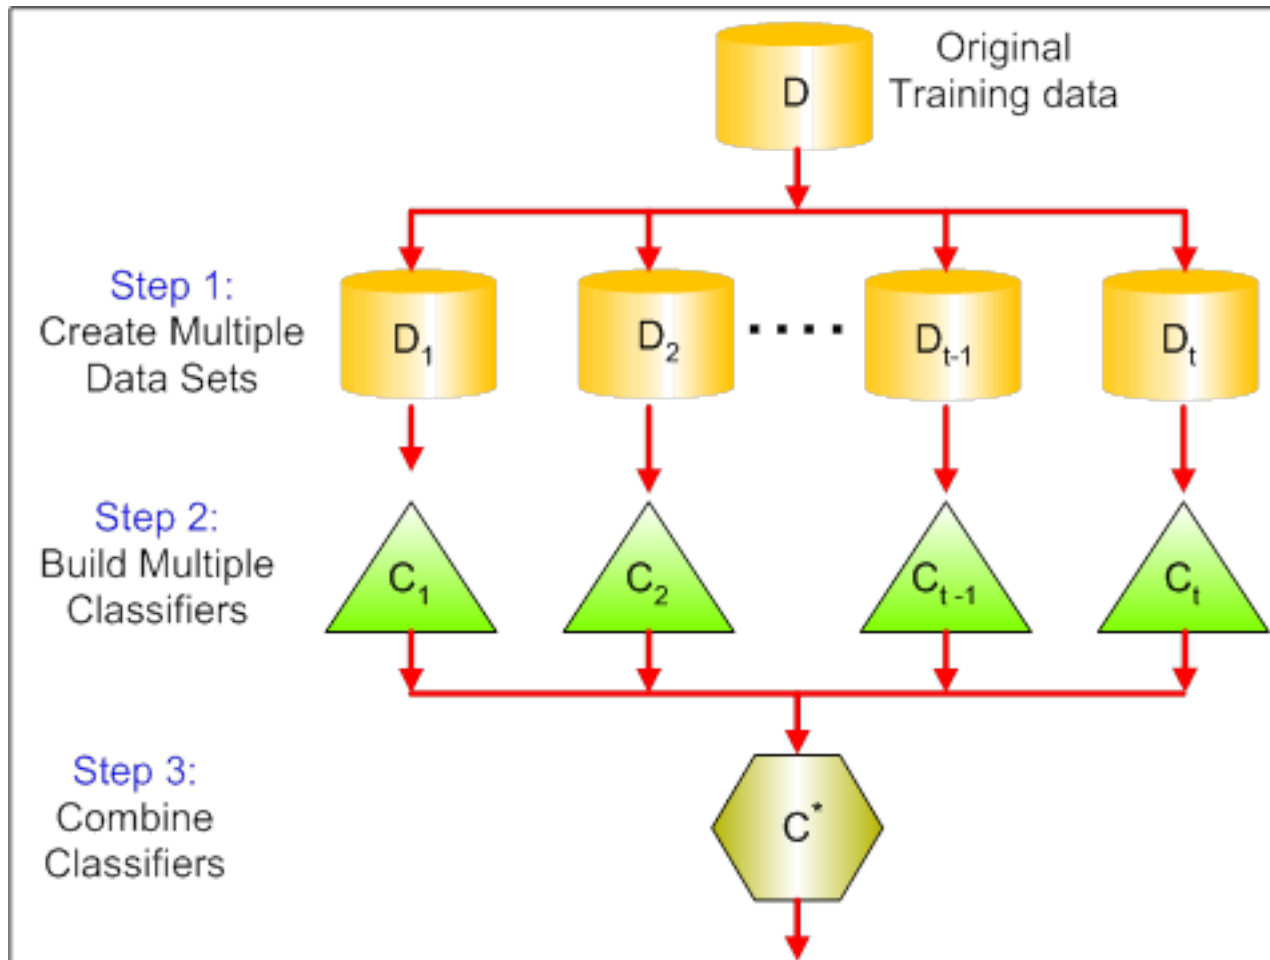 D
Original
Training data
Step 1:
Create Multiple
Data Sets
D1
D2
....
Dt-1
Dt
Step 2:
Build Multiple
Classifiers
C1
C2
Ct -1
Ct
Step 3:
Combine
Classifiers
C*